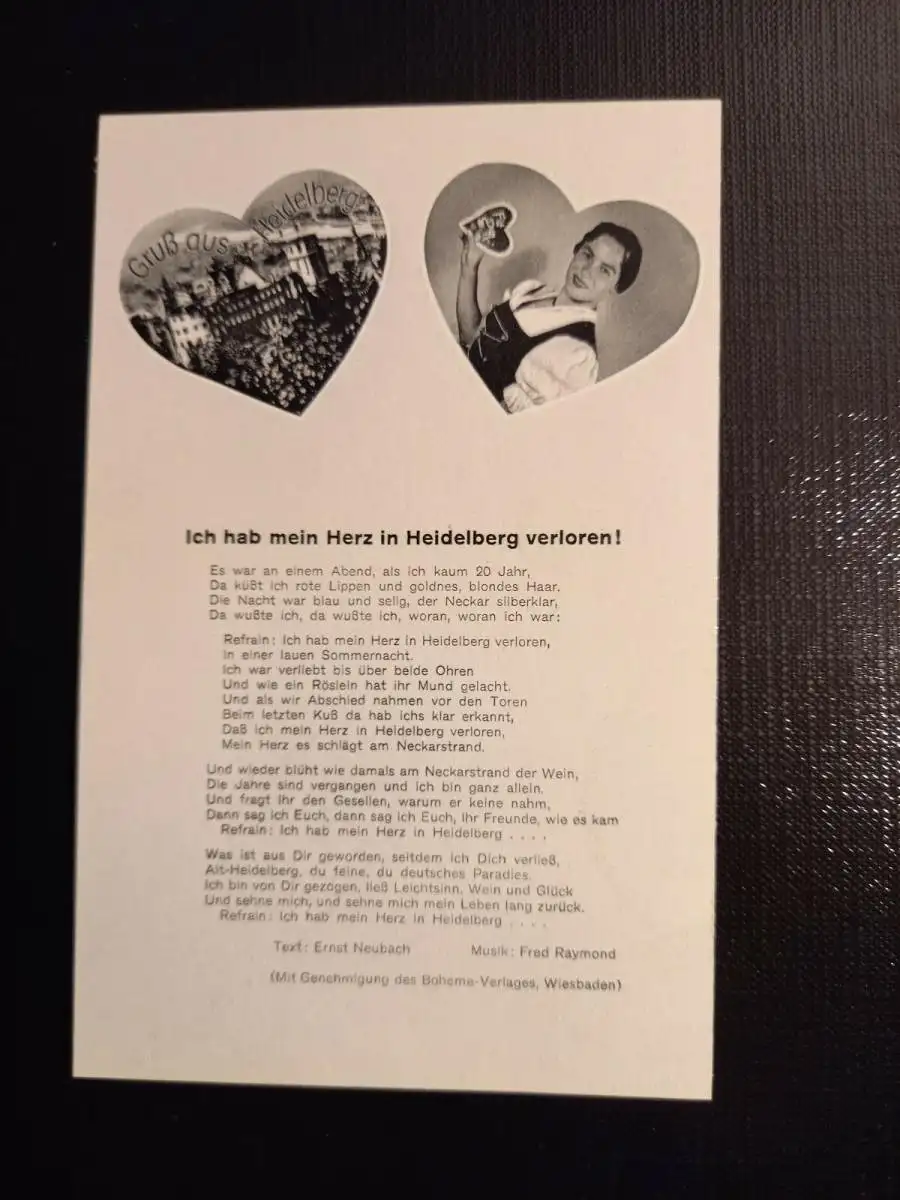 Gruß aus Heidelberg
Ich hab mein Herz in Heidelberg verloren!
Es war an einem Abend, als ich kaum 20 Jahr,
Da küßt ich rote Lippen und goldnes, blondes Haar.
Die Nacht war blau und selig, der Neckar silberklar,
Da wußte ich, da wußte ich, woran, woran ich war:
Refrain: Ich hab mein Herz in Heidelberg verloren,
In einer lauen Sommernacht.
Ich war verliebt bis über beide Ohren
Und wie ein Röslein hat ihr Mund gelacht.
Und als wir Abschied nahmen vor den Toren
Beim letzten Kuß da hab ichs klar erkannt,
Daß ich mein Herz in Heidelberg verloren,
Mein Herz es schlägt am Neckarstrand.
Und wieder blüht wie damals am Neckarstrand der Wein,
Die Jahre sind vergangen und ich bin ganz allein.
Und fragt Ihr den Gesellen, warum er keine nahm,
Dann sag ich Euch, dann sag ich Euch, Ihr Freunde, wie es kam
Refrain: Ich hab mein Herz in Heidelberg . . . .
Was ist aus Dir geworden, seitdem ich Dich verließ,
Alt-Heidelberg, du feine, du deutsches Paradies.
Ich bin von Dir gezogen, ließ Leichtsinn, Wein und Glück
Und sehne mich, und sehne mich mein Leben lang zurück.
Refrain: Ich hab mein Herz in Heidelberg . . . .
Text: Ernst Neubach Musik: Fred Raymond
(Mit Genehmigung des Boheme-Verlages, Wiesbaden)